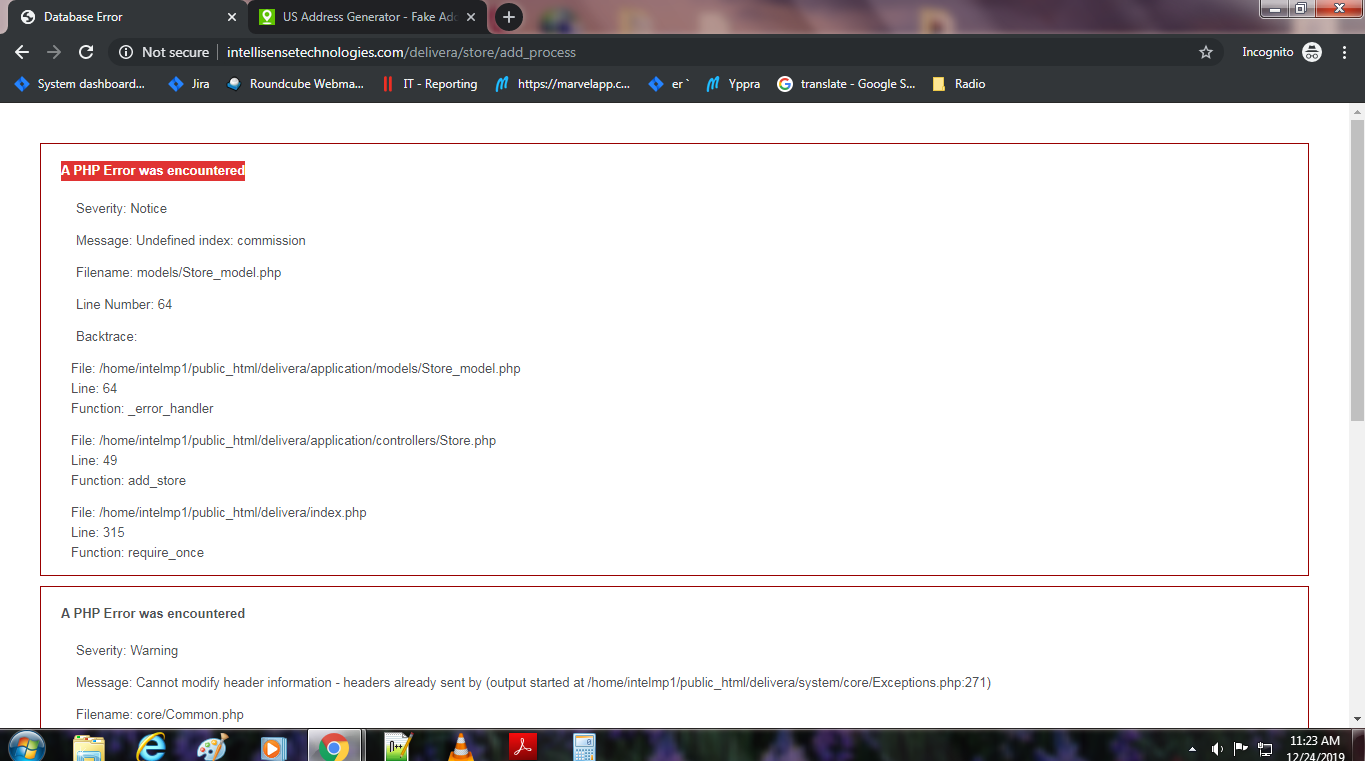 Database Error
US Address Generator - Fake Adc
Not secure
intellisensetechnologies.com/delivera/store/add_process
Incognito
System dashboard...
Jira
Roundcube Webma...
IT - Reporting
https://marvelapp.c...
er `
Yppra
translate - Google S...
Radio
A PHP Error was encountered
Severity: Notice
Message: Undefined index: commission
Filename: models/Store_model.php
Line Number: 64
Backtrace:
File: /home/intelmp1/public_html/delivera/application/models/Store_model.php
Line: 64
Function: _error_handler
File: /home/intelmp1/public_html/delivera/application/controllers/Store.php
Line: 49
Function: add_store
File: /home/intelmp1/public_html/delivera/index.php
Line: 315
Function: require_once
A PHP Error was encountered
Severity: Warning
Message: Cannot modify header information - headers already sent by (output started at /home/intelmp1/public_html/delivera/system/core/Exceptions.php:271)
Filename: core/Common.php
11:23 AM
12/24/2019